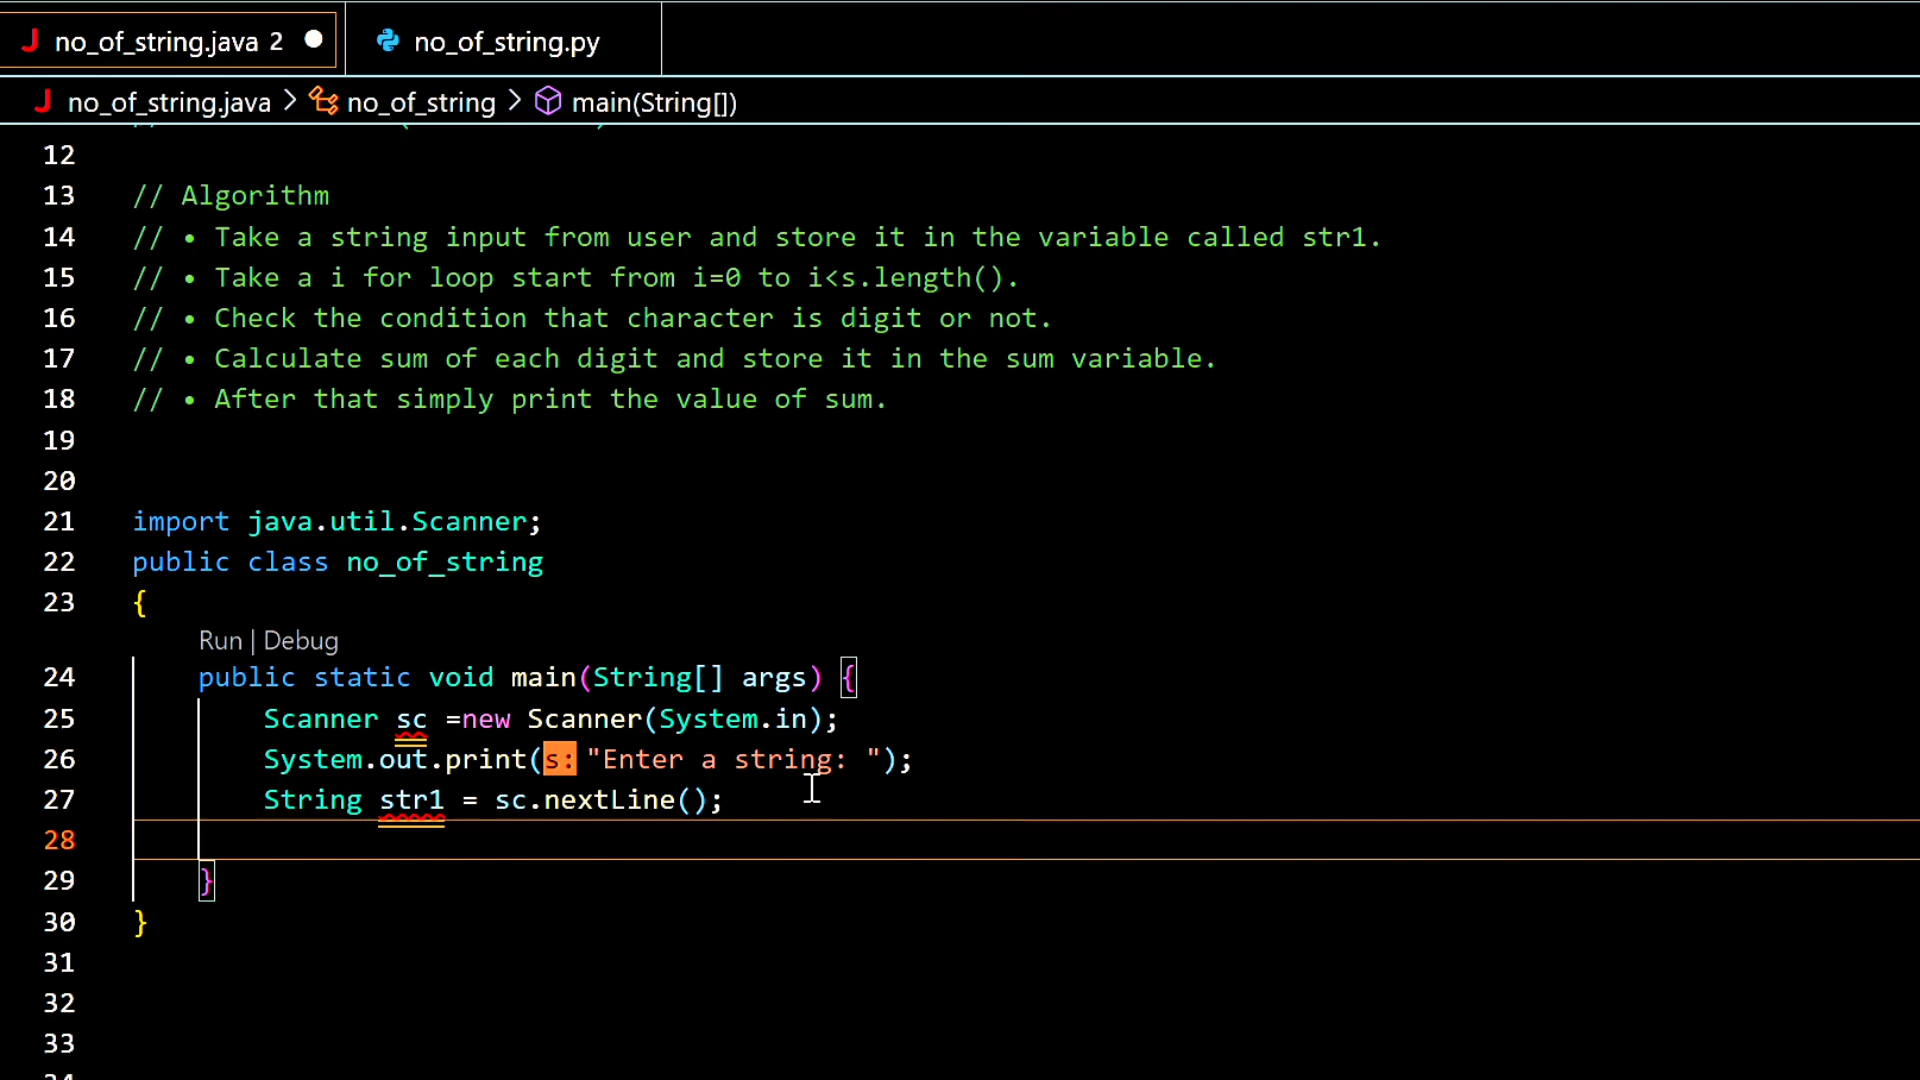 no_of_string.java 2
no_of_string.py
no_of_string.java > no_of_string > main(String[])
12
13 // Algorithm
14 // • Take a string input from user and store it in the variable called str1.
15 // • Take a i for loop start from i=0 to i<s.length().
16 // • Check the condition that character is digit or not.
17 // • Calculate sum of each digit and store it in the sum variable.
18 // • After that simply print the value of sum.
19
20
21 import java.util.Scanner;
22 public class no_of_string
23 {
Run | Debug
24 public static void main(String[] args) {
25 Scanner sc =new Scanner(System.in);
26 System.out.print(s: "Enter a string: ");
27 String str1 = sc.nextLine();
28
29 }
30 }
31
32
33